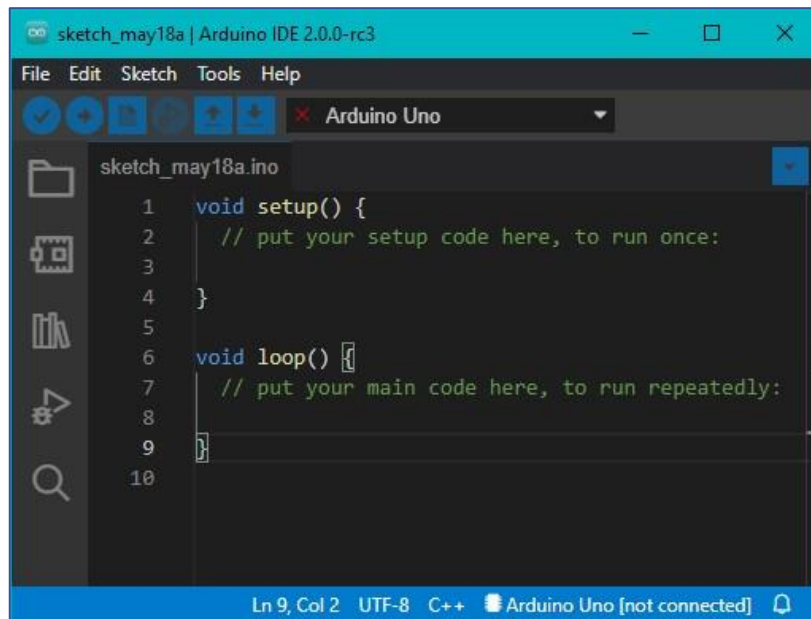 sketch_may18a | Arduino IDE 2.0.0-rc3
File Edit Sketch Tools Help
Arduino Uno
sketch_may18a.ino
1 void setup() {
2 // put your setup code here, to run once:
3
4 }
5
6 void loop() {
7 // put your main code here, to run repeatedly:
8
9 }
10
Ln 9, Col 2 UTF-8 C++ Arduino Uno [not connected]